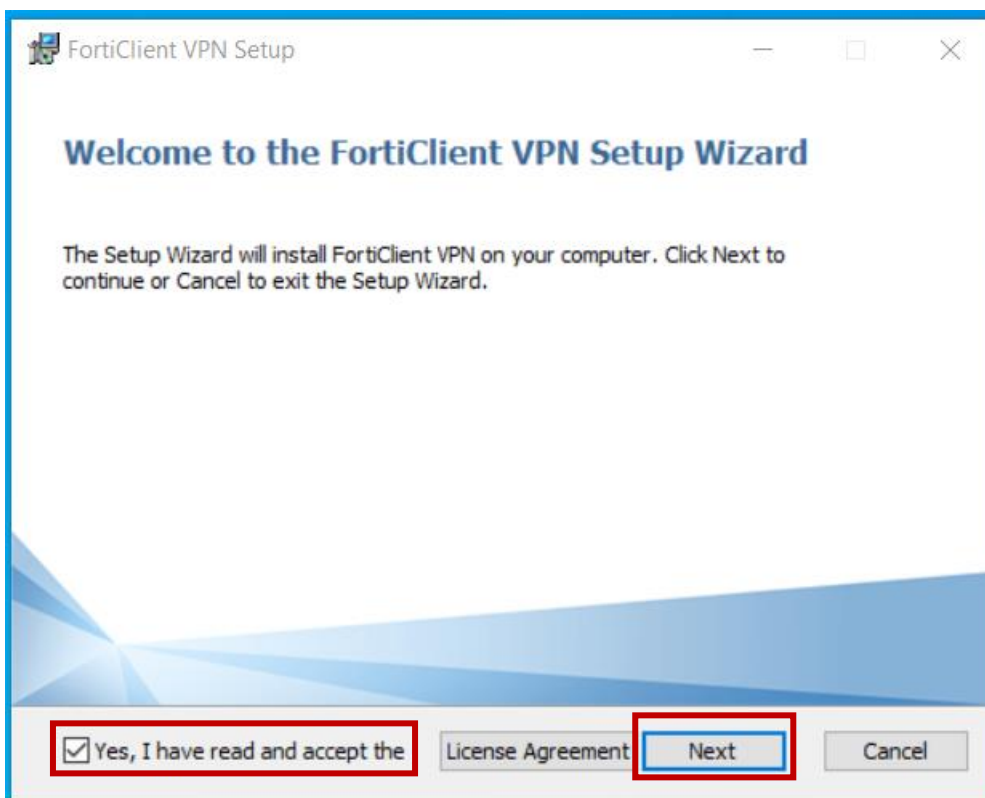 FortiClient VPN Setup
Welcome to the FortiClient VPN Setup Wizard
The Setup Wizard will install FortiClient VPN on your computer. Click Next to
continue or Cancel to exit the Setup Wizard.
Yes, I have read and accept the License Agreement Next Cancel